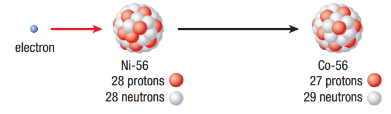 electron
Ni-56
28 protons
28 neutrons
Co-56
27 protons
29 neutrons